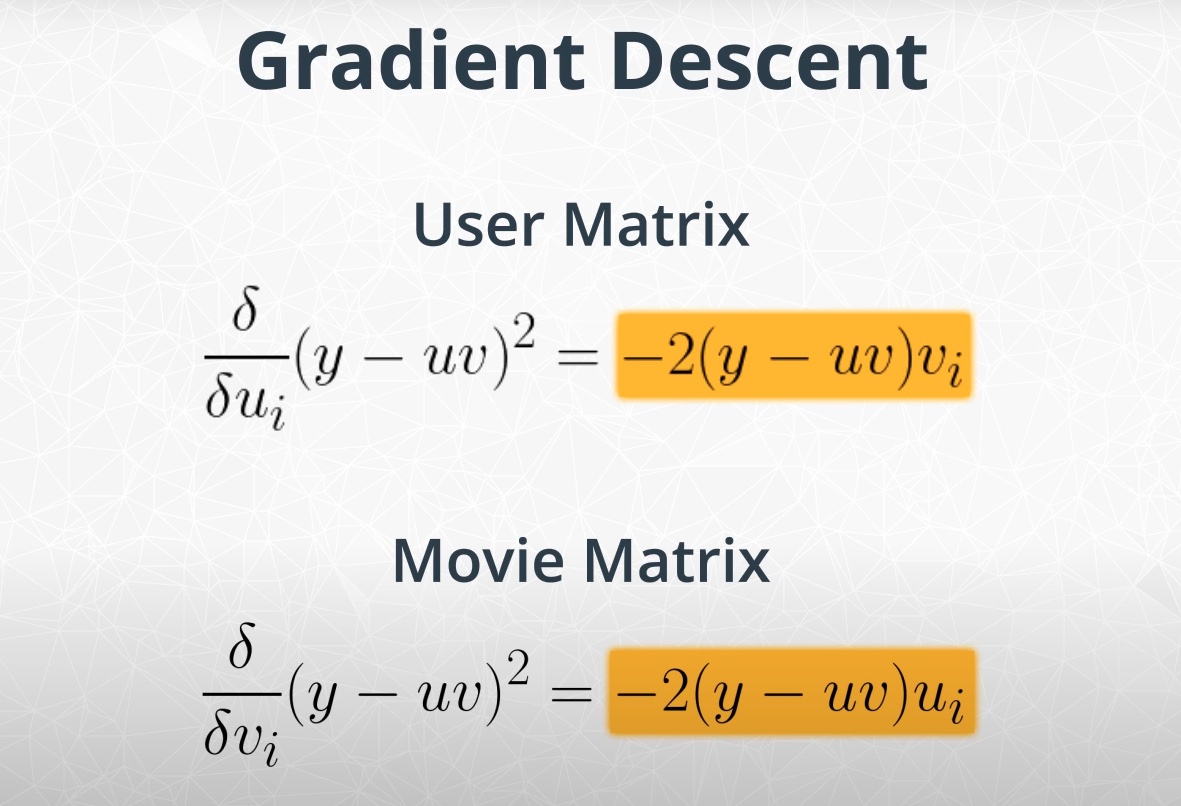 Gradient Descent
User Matrix
$\frac{\delta}{\delta u_i}(y - uv)^2 = -2(y - uv)v_i$
Movie Matrix
$\frac{\delta}{\delta v_i}(y - uv)^2 = -2(y - uv)u_i$